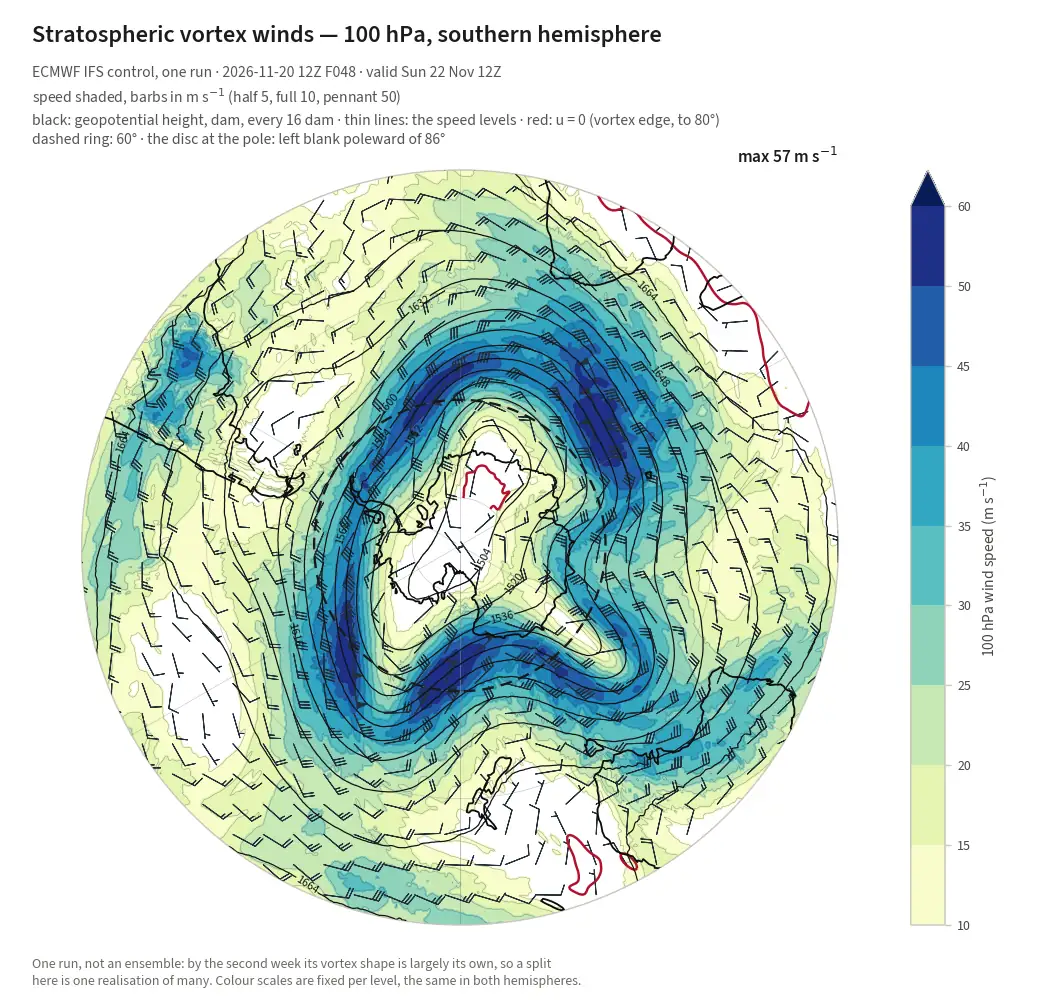 Stratospheric vortex winds — 100 hPa, southern hemisphere
ECMWF IFS control, one run · 2026-11-20 12Z F048 · valid Sun 22 Nov 12Z
speed shaded, barbs in m s⁻¹ (half 5, full 10, pennant 50)
black: geopotential height, dam, every 16 dam · thin lines: the speed levels · red: u = 0 (vortex edge, to 80°)
dashed ring: 60° · the disc at the pole: left blank poleward of 86°
max 57 m s⁻¹
60
50
45
40
35
30
25
20
15
10
100 hPa wind speed (m s⁻¹)
1664
1632
1648
1600
1664
1568
1504
1520
1536
1664
One run, not an ensemble: by the second week its vortex shape is largely its own, so a split
here is one realisation of many. Colour scales are fixed per level, the same in both hemispheres.